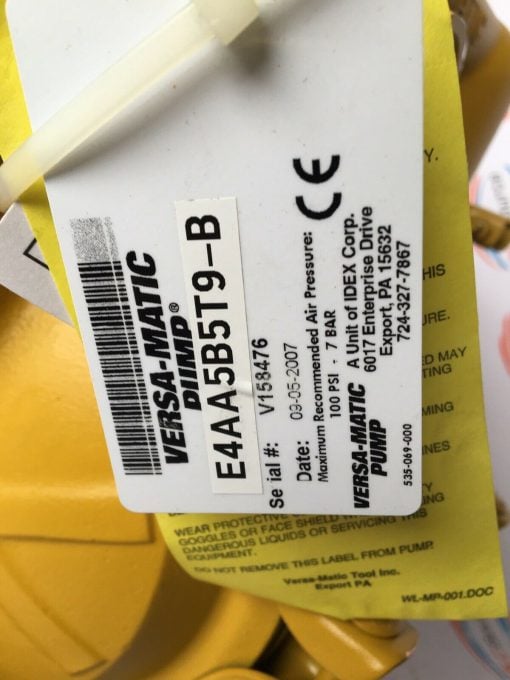 VERSA-MATIC
PUMP®
E4AA5B5T9-B
Se ial #: V158476
Date: 09-05-2007
Maximum Recommended Air Pressure:
100 PSI - 7 BAR
CE
VERSA-MATIC
PUMP
A Unit of IDEX Corp.
6017 Enterprise Drive
Export, PA 15632
724-327-7867
535-069-000
Y.
HIS
URE.
ED MAY
TING
MING
INES
TY
NG
WEAR PROTECTIVE
GOGGLES OR FACE SHIELD
DANGEROUS LIQUIDS OR SERVICING THIS
EQUIPMENT.
DO NOT REMOVE THIS LABEL FROM PUMP.
Versa-Matic Tool Inc.
Export PA
WL-MP-001.DOC